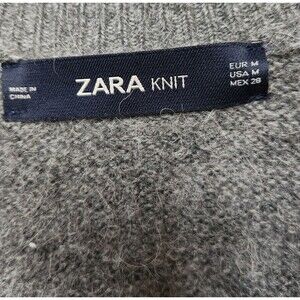 MADE IN
CHINA
ZARA KNIT
EUR M
USA M
MEX 28